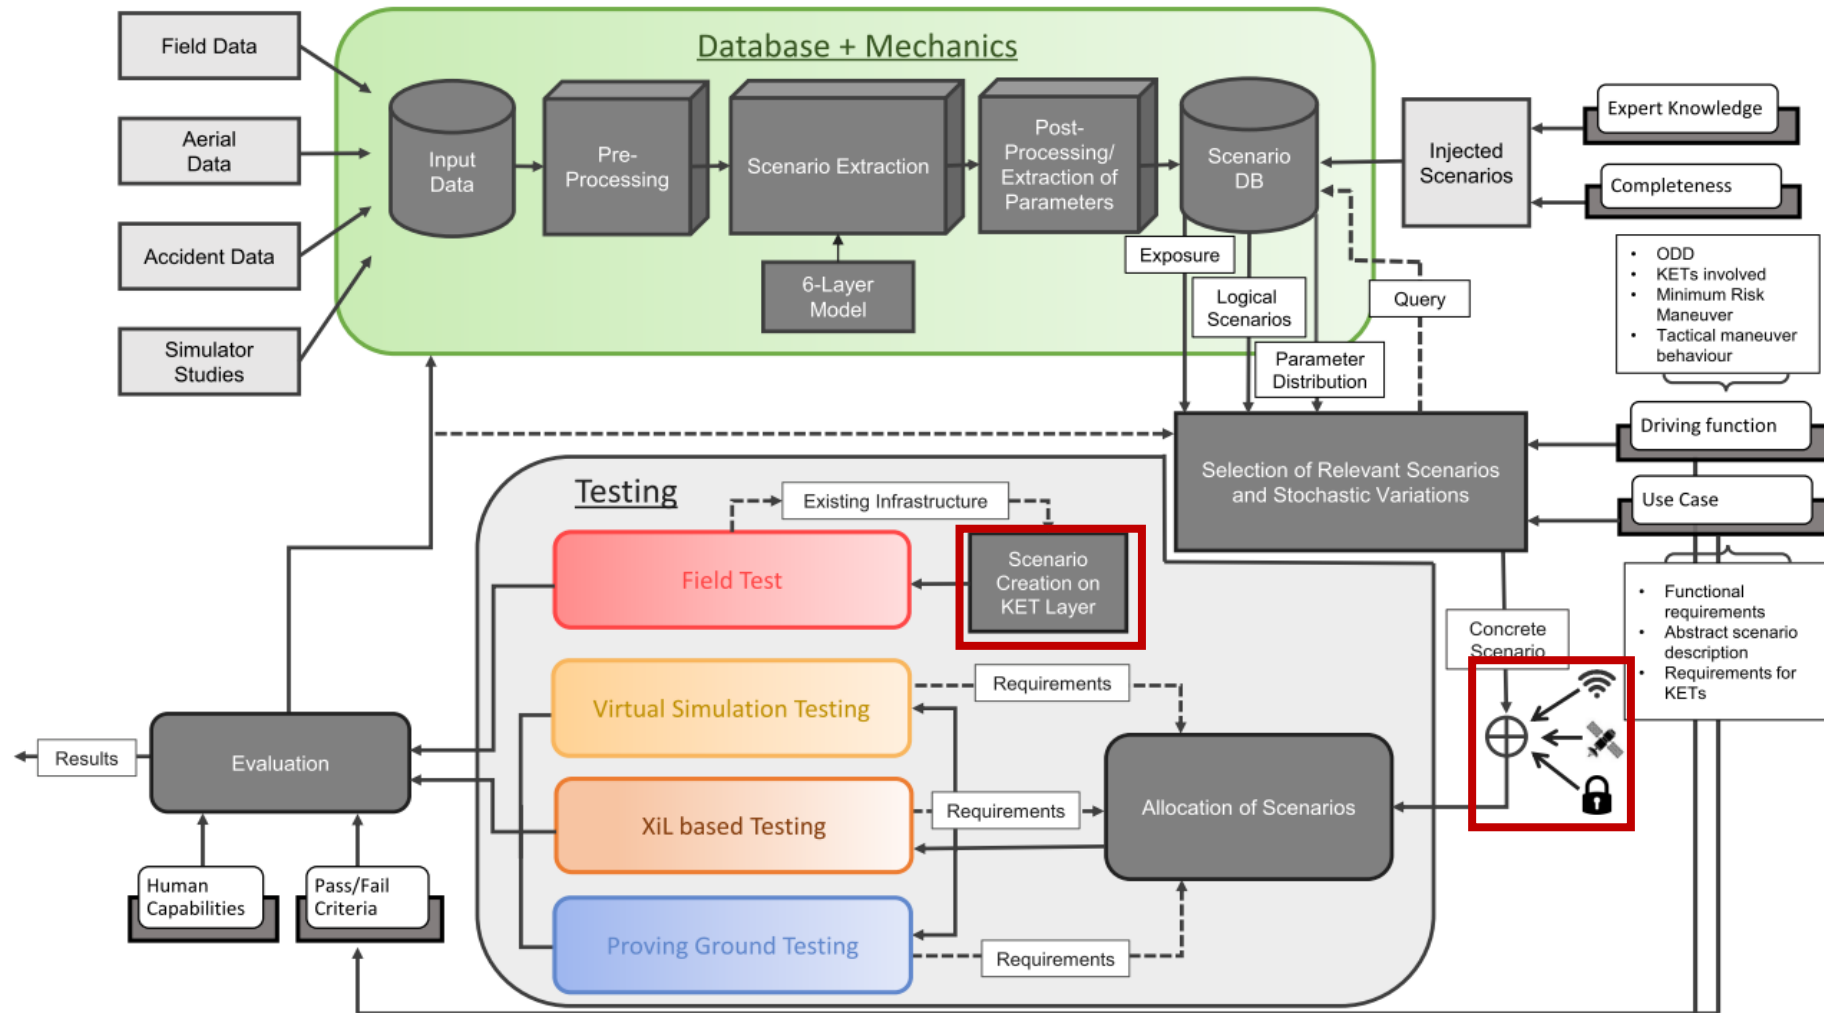 Database + Mechanics
Field Data
Aerial
Data
Accident Data
Simulator
Studies
Input
Data
Pre-
Processing
Scenario Extraction
6-Layer
Model
Post-
Processing/
Extraction of
Parameters
Scenario
DB
Injected
Scenarios
Expert Knowledge
Completeness
Exposure
Logical
Scenarios
Parameter
Distribution
Query
• ODD
• KETs involved
• Minimum Risk
Maneuver
• Tactical maneuver
behaviour
Driving function
Use Case
Selection of Relevant Scenarios
and Stochastic Variations
• Functional
requirements
• Abstract scenario
description
• Requirements for
KETs
Concrete
Scenario
Testing
Existing Infrastructure
Field Test
Scenario
Creation on
KET Layer
Virtual Simulation Testing
Requirements
XiL based Testing
Requirements
Allocation of Scenarios
Proving Ground Testing
Requirements
Results
Evaluation
Human
Capabilities
Pass/Fail
Criteria